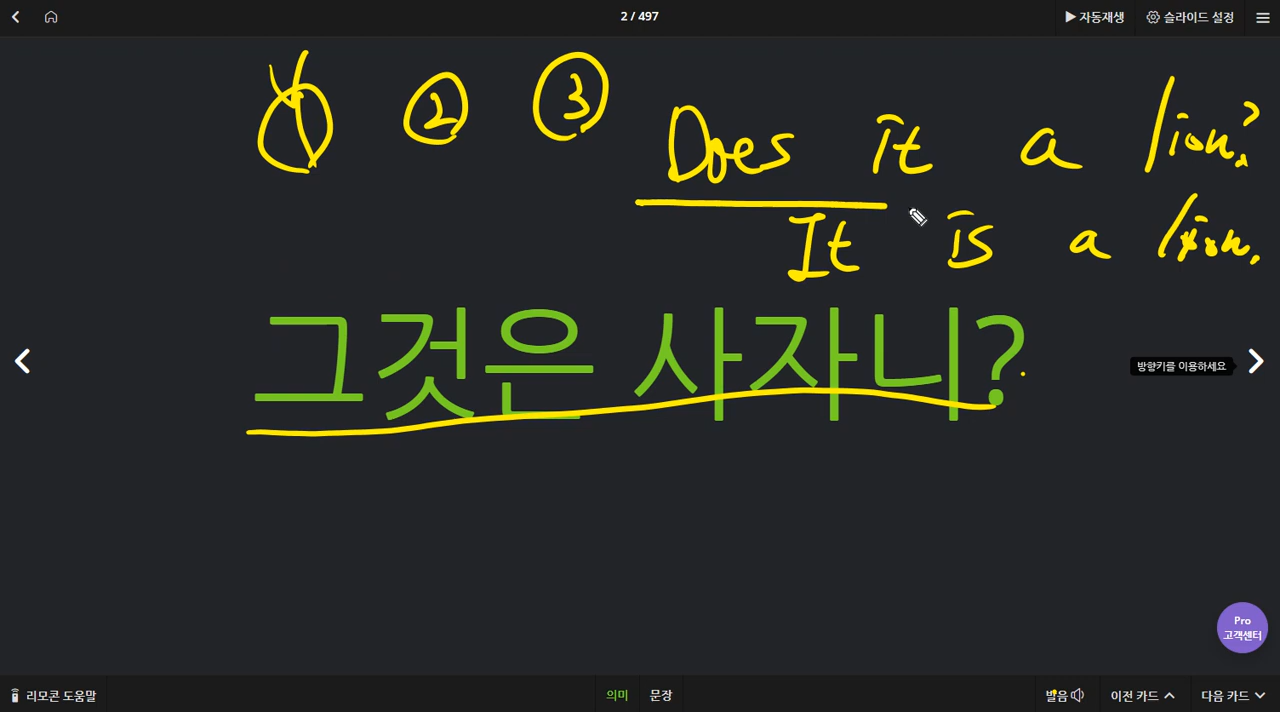 2 / 497
자동재생
슬라이드 설정
① ② ③
Does it a lion?
It is a lion.
그것은 사자니?
방향키를 이용하세요
Pro
고객센터
리모콘 도움말
의미
문장
발음
이전 카드
다음 카드